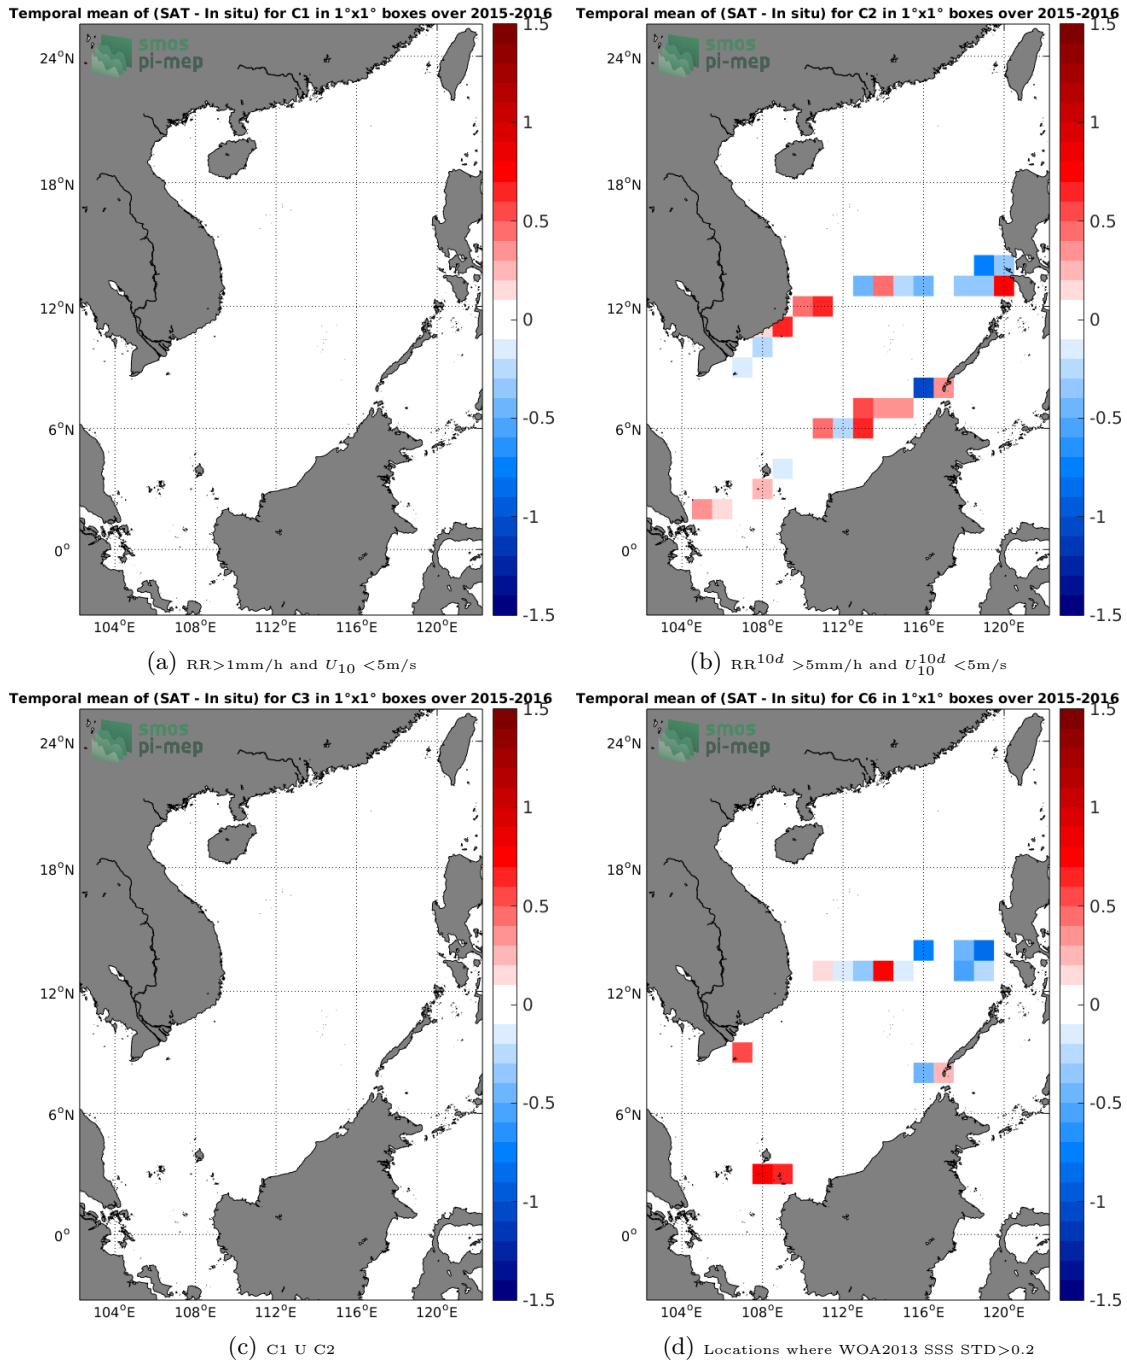 Temporal mean of (SAT - In situ) for C1 in 1°x1° boxes over 2015-2016
smos
pi-mep
24°N
18°N
12°N
6°N
0°
104°E
108°E
112°E
116°E
120°E
1.5
1
0.5
0
-0.5
-1
-1.5
(a) RR>1mm/h and U10 <5m/s
Temporal mean of (SAT - In situ) for C2 in 1°x1° boxes over 2015-2016
smos
pi-mep
24°N
18°N
12°N
6°N
0°
104°E
108°E
112°E
116°E
120°E
1.5
1
0.5
0
-0.5
-1
-1.5
(b) RR10d >5mm/h and U10d10 <5m/s
Temporal mean of (SAT - In situ) for C3 in 1°x1° boxes over 2015-2016
smos
pi-mep
24°N
18°N
12°N
6°N
0°
104°E
108°E
112°E
116°E
120°E
1.5
1
0.5
0
-0.5
-1
-1.5
(c) C1 U C2
Temporal mean of (SAT - In situ) for C6 in 1°x1° boxes over 2015-2016
smos
pi-mep
24°N
18°N
12°N
6°N
0°
104°E
108°E
112°E
116°E
120°E
1.5
1
0.5
0
-0.5
-1
-1.5
(d) Locations where WOA2013 SSS STD>0.2